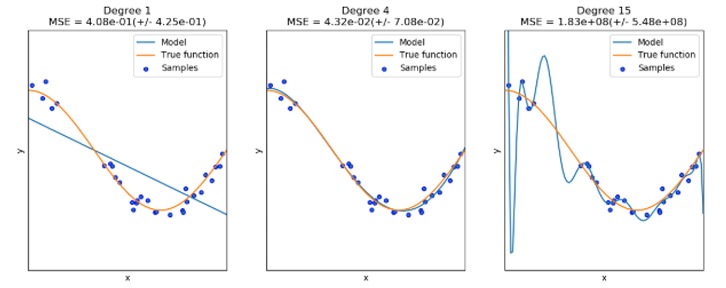 Degree 1
MSE = 4.08e-01(+/- 4.25e-01)
Model
True function
Samples
y
x
Degree 4
MSE = 4.32e-02(+/- 7.08e-02)
Model
True function
Samples
y
x
Degree 15
MSE = 1.83e+08(+/- 5.48e+08)
Model
True function
Samples
y
x